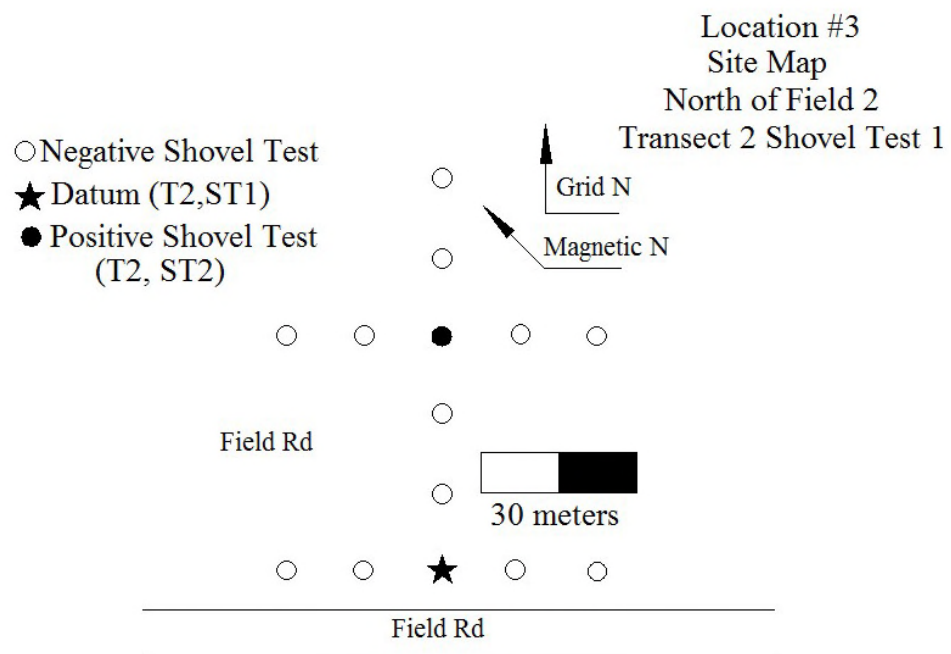 Location #3
Site Map
North of Field 2
Transect 2 Shovel Test 1
Negative Shovel Test
Datum (T2,ST1)
Positive Shovel Test
(T2, ST2)
Grid N
Magnetic N
Field Rd
30 meters
Field Rd